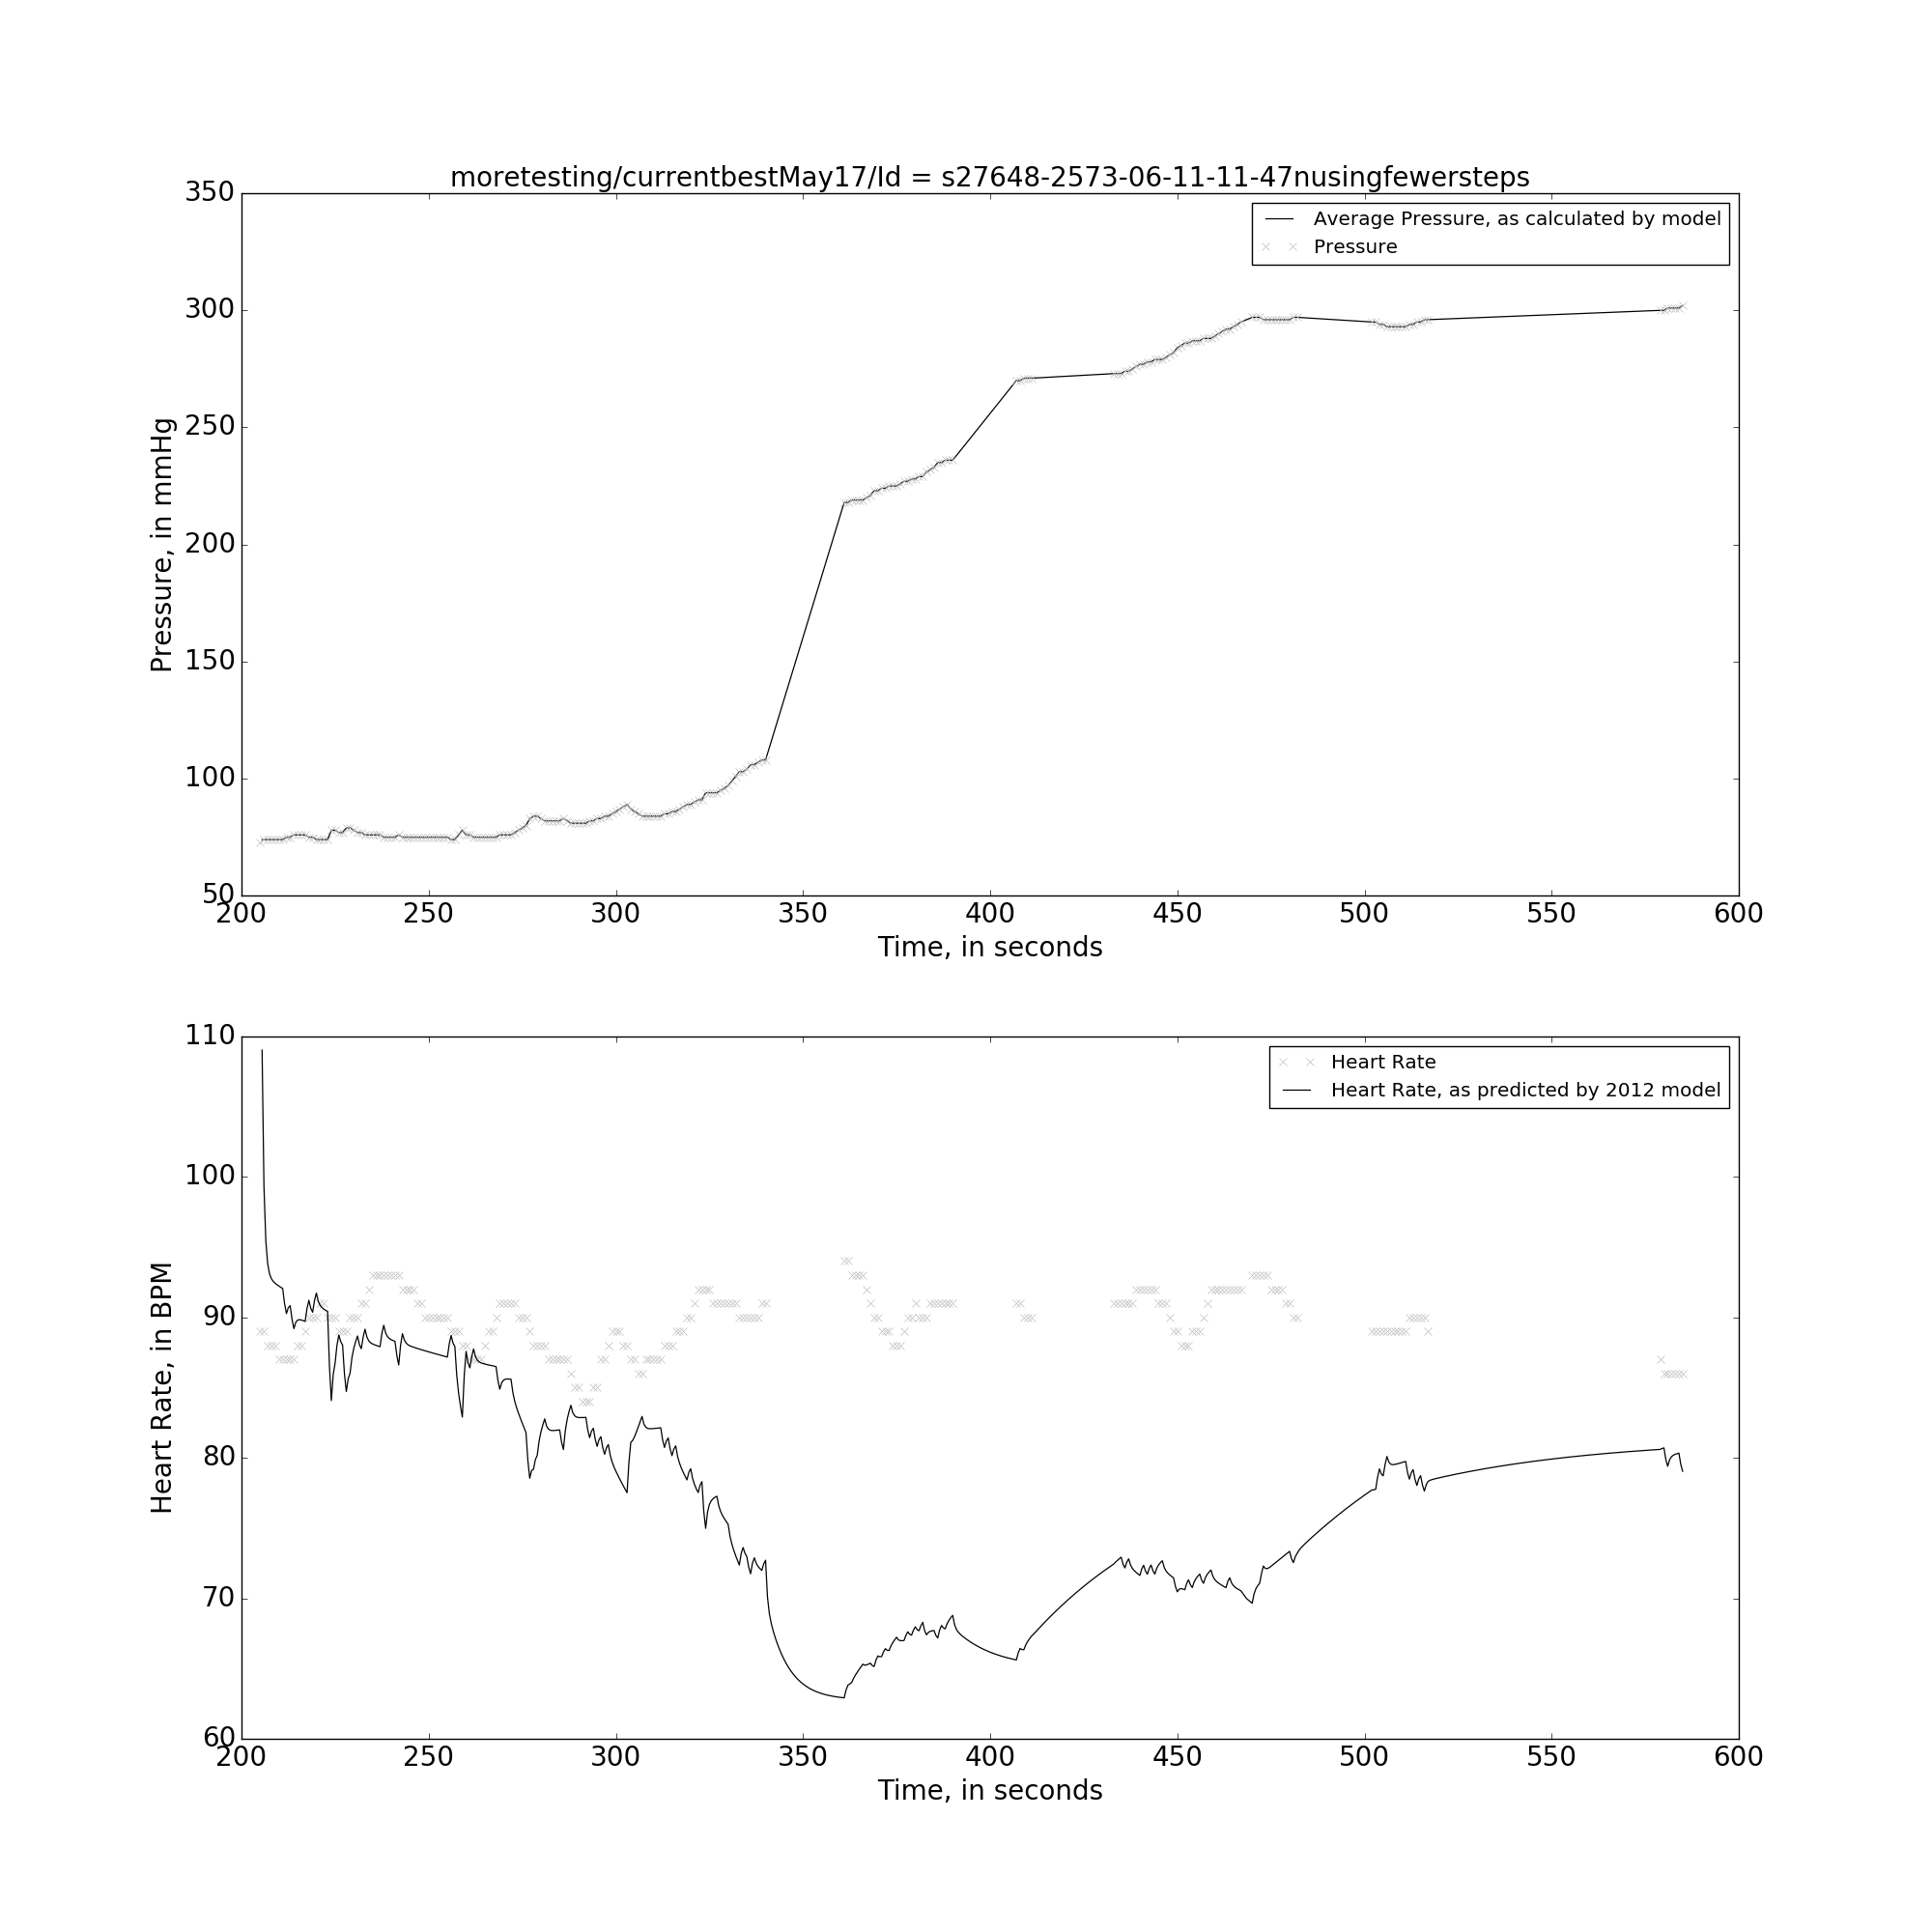 moretesting/currentbestMay17/Id = s27648-2573-06-11-11-47nusingfewersteps
350
300
250
200
150
100
50
Pressure, in mmHg
Average Pressure, as calculated by model
Pressure
200 250 300 350 400 450 500 550 600
Time, in seconds
110
100
90
80
70
60
Heart Rate, in BPM
Heart Rate
Heart Rate, as predicted by 2012 model
200 250 300 350 400 450 500 550 600
Time, in seconds